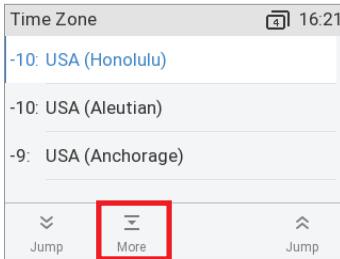 Time Zone 4 16:21
-10: USA (Honolulu)
-10: USA (Aleutian)
-9: USA (Anchorage)
Jump More Jump